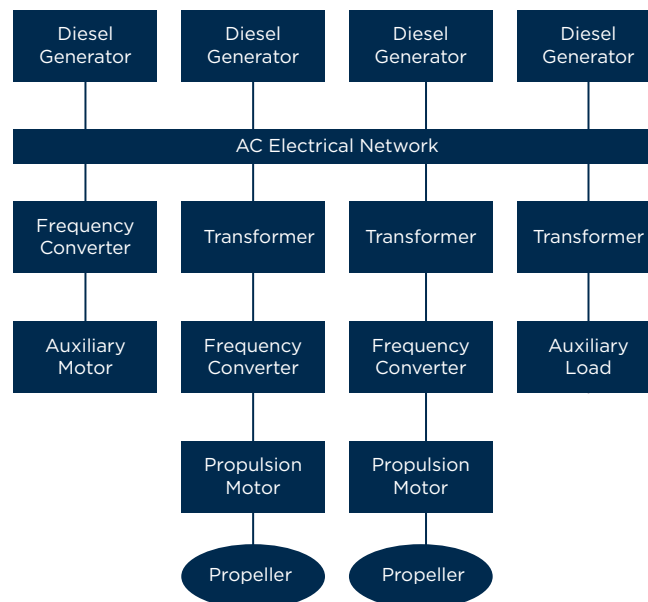 Diesel
Generator
Diesel
Generator
Diesel
Generator
Diesel
Generator
AC Electrical Network
Frequency
Converter
Transformer
Transformer
Transformer
Auxiliary
Motor
Frequency
Converter
Frequency
Converter
Auxiliary
Load
Propulsion
Motor
Propulsion
Motor
Propeller
Propeller